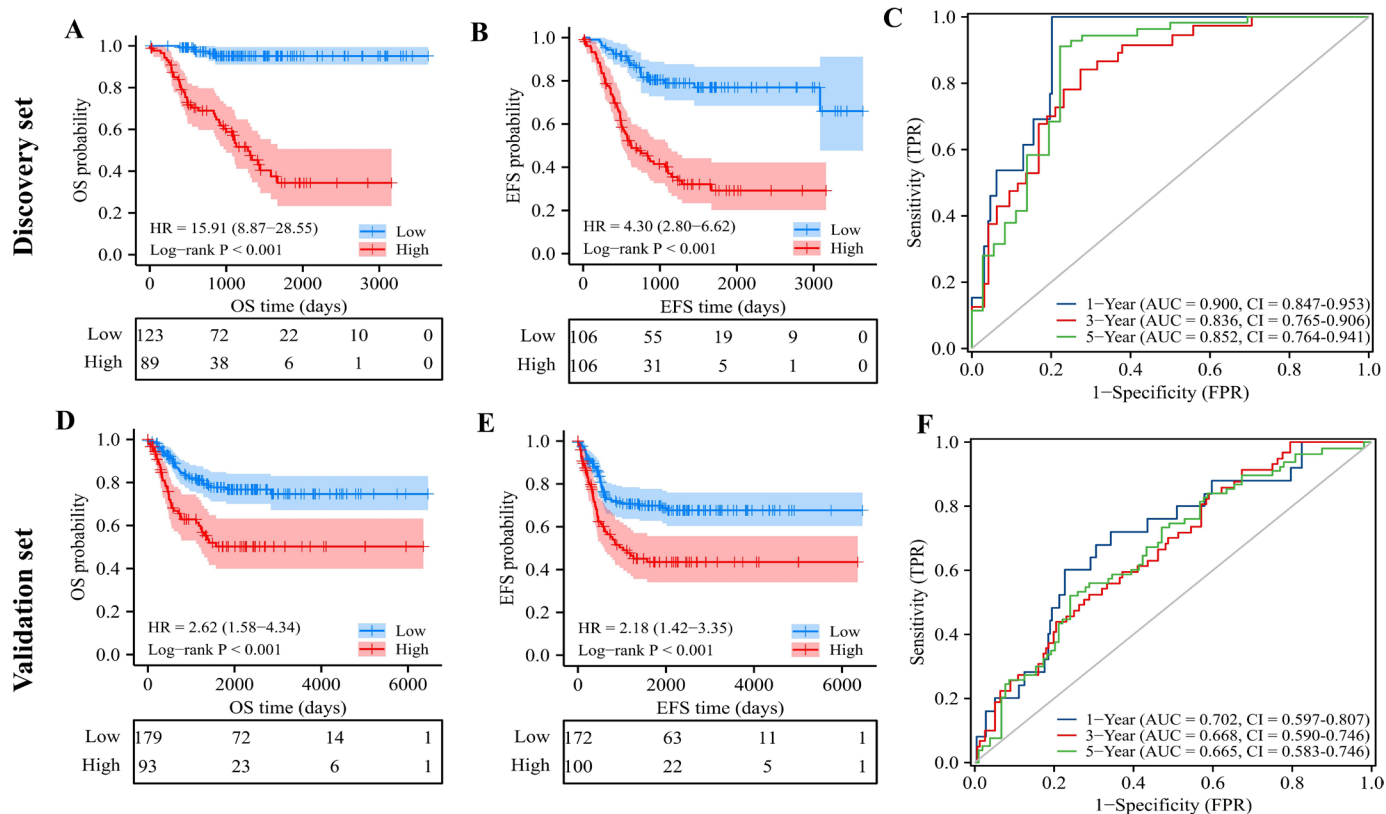 Discovery set
A
OS probability
1.0
0.8
0.6
0.4
0.2
0.0
HR = 15.91 (8.87−28.55)
Log−rank P < 0.001
Low
High
0 1000 2000 3000
OS time (days)
Low 123 72 22 10 0
High 89 38 6 1 0
B
EFS probability
1.0
0.8
0.6
0.4
0.2
0.0
HR = 4.30 (2.80−6.62)
Log−rank P < 0.001
Low
High
0 1000 2000 3000
EFS time (days)
Low 106 55 19 9 0
High 106 31 5 1 0
C
Sensitivity (TPR)
1.0
0.8
0.6
0.4
0.2
0.0
1−Year (AUC = 0.900, CI = 0.847-0.953)
3−Year (AUC = 0.836, CI = 0.765-0.906)
5−Year (AUC = 0.852, CI = 0.764-0.941)
0.0 0.2 0.4 0.6 0.8 1.0
1−Specificity (FPR)
Validation set
D
OS probability
1.0
0.8
0.6
0.4
0.2
0.0
HR = 2.62 (1.58−4.34)
Log−rank P < 0.001
Low
High
0 2000 4000 6000
OS time (days)
Low 179 72 14 1
High 93 23 6 1
E
EFS probability
1.0
0.8
0.6
0.4
0.2
0.0
HR = 2.18 (1.42−3.35)
Log−rank P < 0.001
Low
High
0 2000 4000 6000
EFS time (days)
Low 172 63 11 1
High 100 22 5 1
F
Sensitivity (TPR)
1.0
0.8
0.6
0.4
0.2
0.0
1−Year (AUC = 0.702, CI = 0.597-0.807)
3−Year (AUC = 0.668, CI = 0.590-0.746)
5−Year (AUC = 0.665, CI = 0.583-0.746)
0.0 0.2 0.4 0.6 0.8 1.0
1−Specificity (FPR)